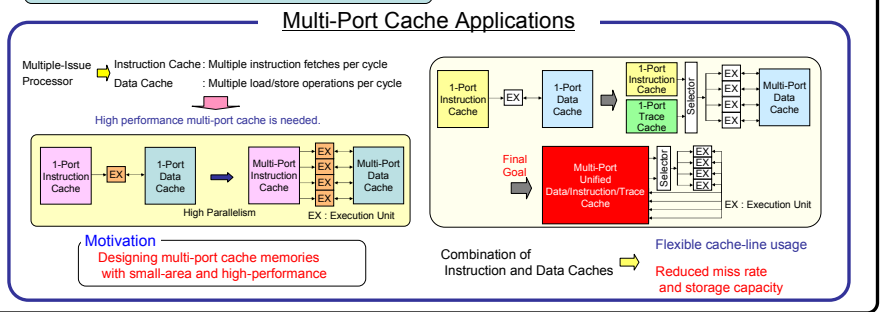 Multi-Port Cache Applications
Multiple-Issue
Processor
Instruction Cache : Multiple instruction fetches per cycle
Data Cache : Multiple load/store operations per cycle
High performance multi-port cache is needed.
1-Port
Instruction
Cache
EX
1-Port
Data
Cache
High Parallelism
Multi-Port
Instruction
Cache
EX
EX
EX
EX
Multi-Port
Data
Cache
EX : Execution Unit
Motivation
Designing multi-port cache memories
with small-area and high-performance
1-Port
Instruction
Cache
EX
1-Port
Data
Cache
1-Port
Instruction
Cache
1-Port
Trace
Cache
Selector
EX
EX
EX
EX
Multi-Port
Data
Cache
Final
Goal
Multi-Port
Unified
Data/Instruction/Trace
Cache
Selector
EX
EX
EX
EX
EX : Execution Unit
Combination of
Instruction and Data Caches
Flexible cache-line usage
Reduced miss rate
and storage capacity